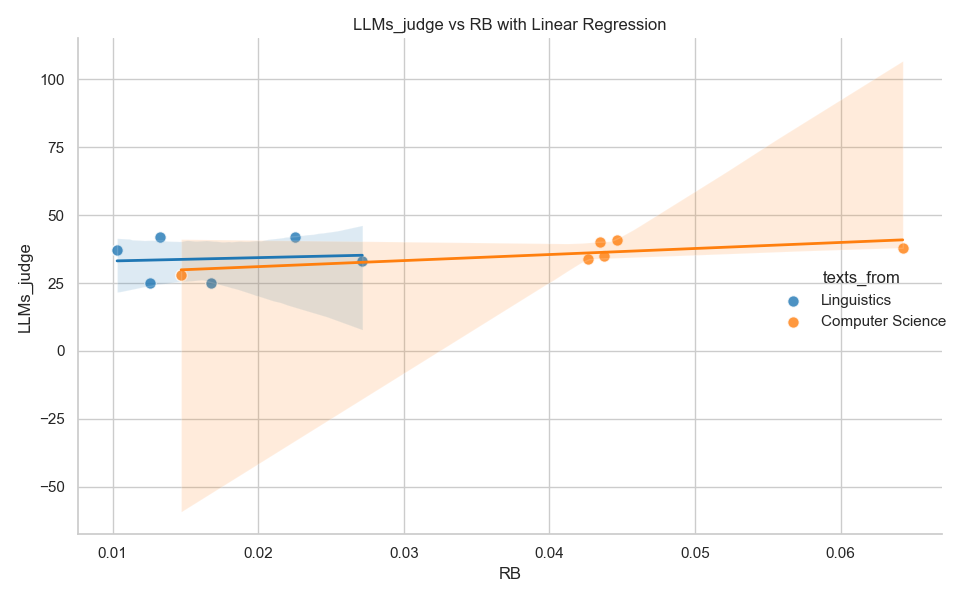 LLMs_judge vs RB with Linear Regression
LLMs_judge
100
75
50
25
0
−25
−50
0.01 0.02 0.03 0.04 0.05 0.06
RB
texts_from
Linguistics
Computer Science